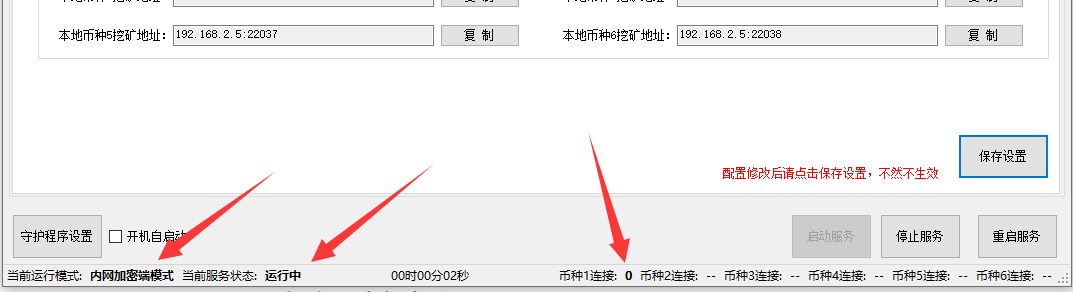 本地币种5挖矿地址: 192.168.2.5:22037 复 制 本地币种6挖矿地址: 192.168.2.5:22038 复 制
保存设置
配置修改后请点击保存设置，不然不生效
守护程序设置 开机自启动 启动服务 停止服务 重启服务
当前运行模式: 内网加密端模式 当前服务状态: 运行中 00时00分02秒 币种1连接: 0 币种2连接: -- 币种3连接: -- 币种4连接: -- 币种5连接: -- 币种6连接: --